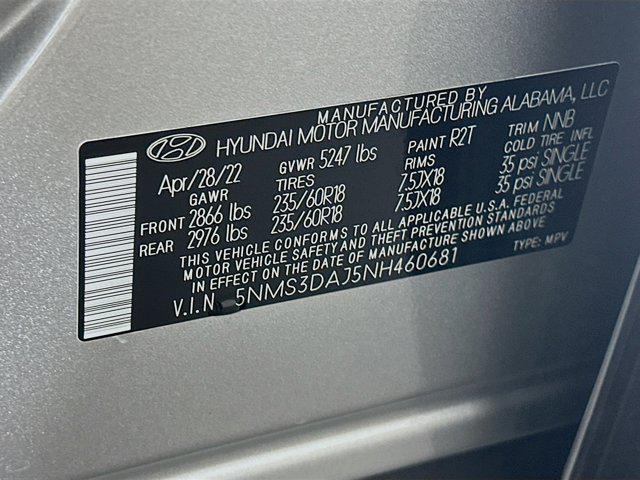 MANUFACTURED BY
HYUNDAI MOTOR MANUFACTURING ALABAMA, LLC
Apr/28/22 GVWR 5247 lbs PAINT R2T TRIM NNB
GAWR TIRES RIMS COLD TIRE INFL
FRONT 2866 lbs 235/60R18 7.5JX18 35 psi SINGLE
REAR 2976 lbs 235/60R18 7.5JX18 35 psi SINGLE
THIS VEHICLE CONFORMS TO ALL APPLICABLE U.S.A. FEDERAL
MOTOR VEHICLE SAFETY AND THEFT PREVENTION STANDARDS
IN EFFECT ON THE DATE OF MANUFACTURE SHOWN ABOVE
V.I.N 5NMS3DAJ5NH460681 TYPE: MPV